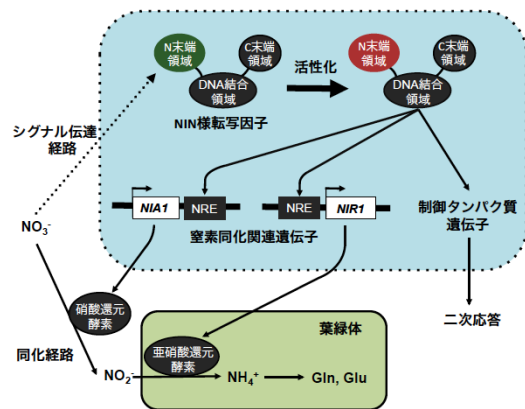 N末端
領域
C末端
領域
DNA結合
領域
活性化
N末端
領域
C末端
領域
DNA結合
領域
NIN様転写因子
シグナル伝達
経路
NIA1
NRE
NRE
NIR1
窒素同化関連遺伝子
制御タンパク質
遺伝子
NO₃⁻
硝酸還元
酵素
二次応答
同化経路
葉緑体
亜硝酸還元
酵素
NO₂⁻
NH₄⁺
Gln, Glu